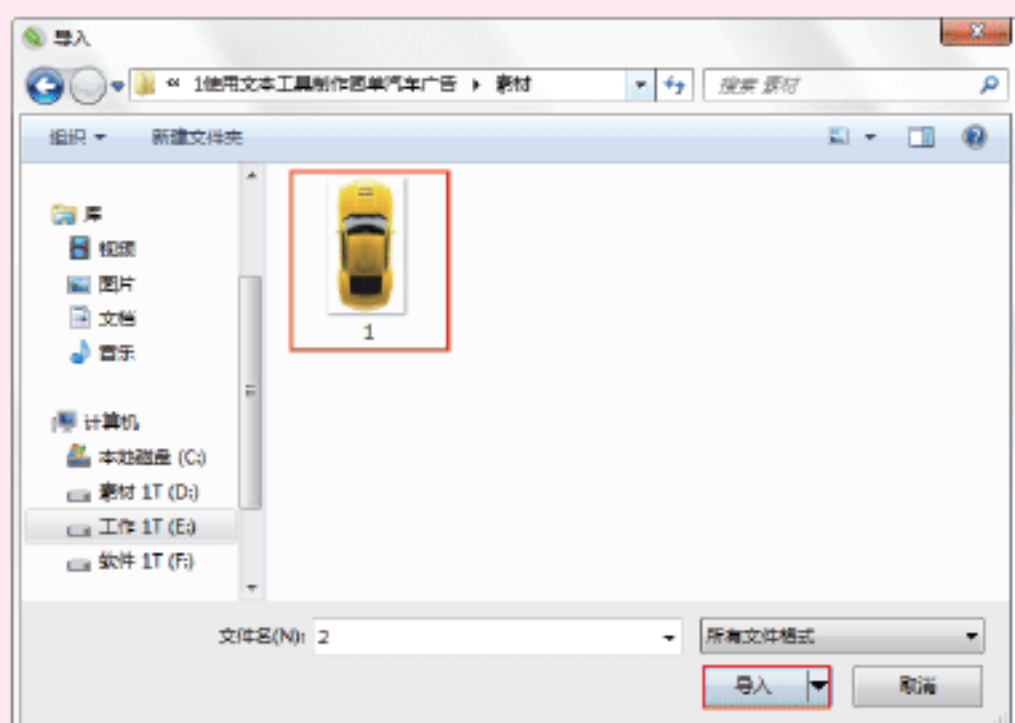 导入
« 1使用文本工具制作简单汽车广告 ▸ 素材
搜索 素材
组织
新建文件夹
库
视频
图片
文档
音乐
计算机
本地磁盘 (C:)
素材 1T (D:)
工作 1T (E:)
软件 1T (F:)
1
文件名(N): 2
所有文件格式
导入
取消